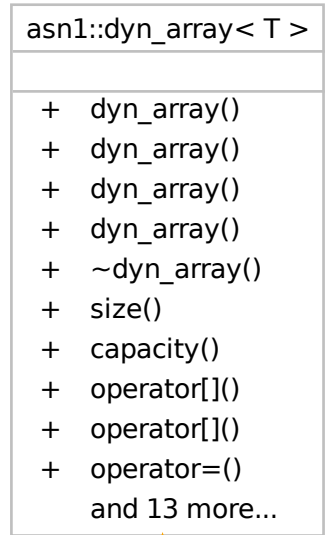 asn1::dyn_array< T >
+ dyn_array()
+ dyn_array()
+ dyn_array()
+ dyn_array()
+ ~dyn_array()
+ size()
+ capacity()
+ operator[]()
+ operator[]()
+ operator=()
and 13 more...